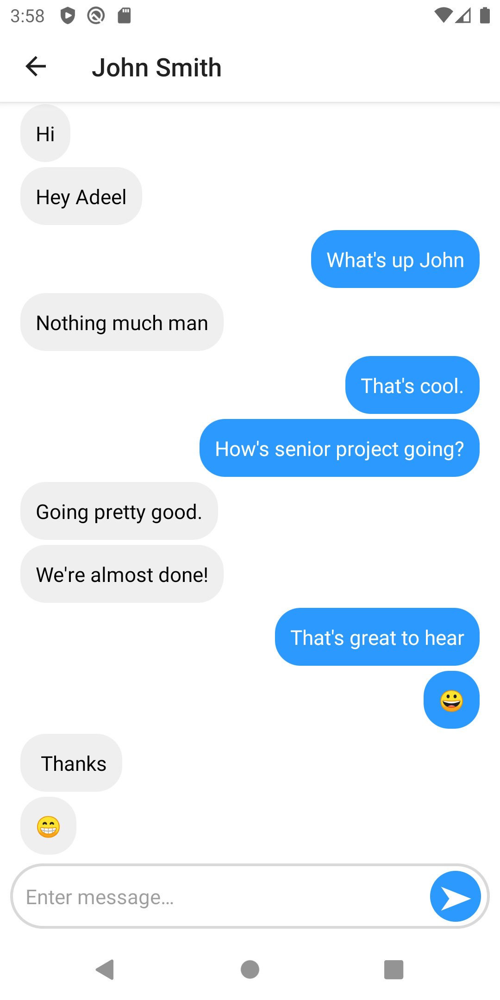 3:58
John Smith
Hi
Hey Adeel
What's up John
Nothing much man
That's cool.
How's senior project going?
Going pretty good.
We're almost done!
That's great to hear
😀
Thanks
😁
Enter message...